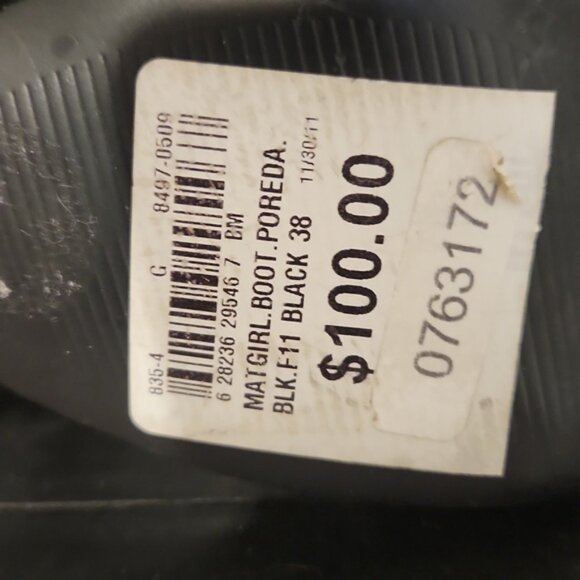 835-4 G 8497-0509
6 28236 29546 7 BM
MATGIRL.BOOT.POREDA.
BLK.F11 BLACK 38 11/30/11
$100.00
0763172